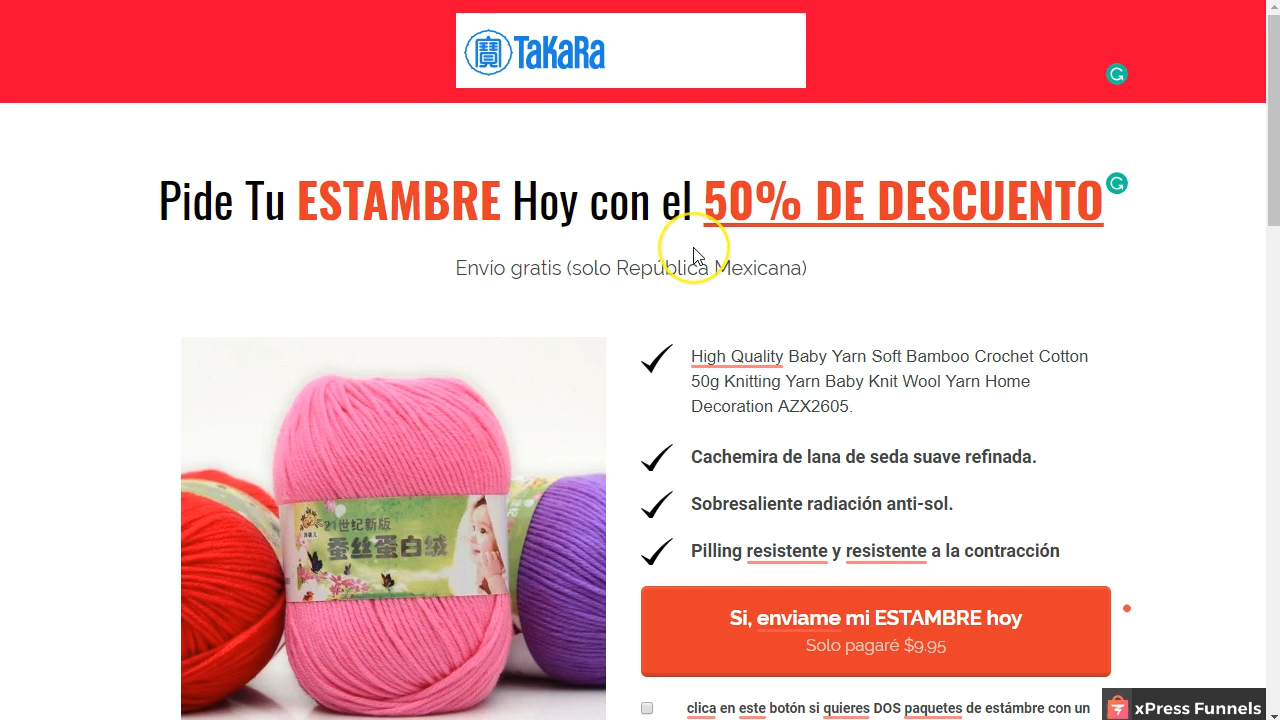 寶 TaKaRa
Pide Tu ESTAMBRE Hoy con el 50% DE DESCUENTO
Envío gratis (solo República Mexicana)
High Quality Baby Yarn Soft Bamboo Crochet Cotton
50g Knitting Yarn Baby Knit Wool Yarn Home
Decoration AZX2605.
Cachemira de lana de seda suave refinada.
Sobresaliente radiación anti-sol.
Pilling resistente y resistente a la contracción
21世纪新版
蚕丝蛋白绒
Si, enviame mi ESTAMBRE hoy
Solo pagaré $9.95
clica en este botón si quieres DOS paquetes de estámbre con un
xPress Funnels